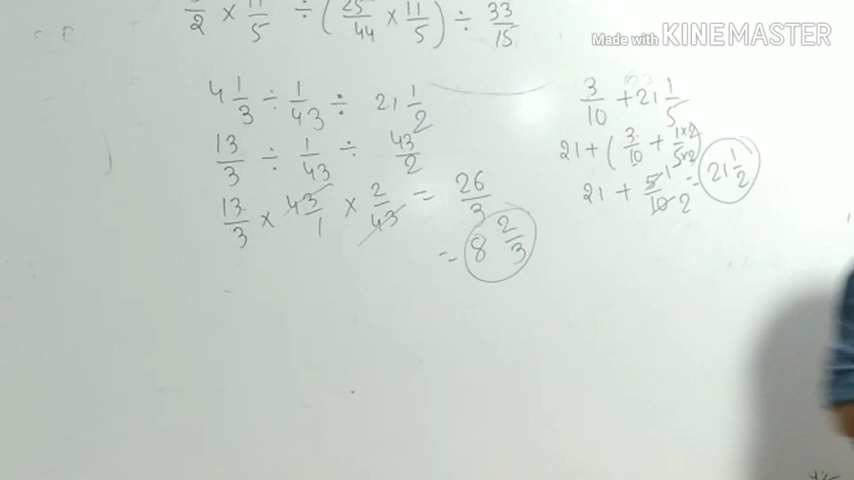 Made with KINEMASTER
/2 × 11/5 ÷ (25/44 × 11/5) ÷ 33/15
4 1/3 ÷ 1/43 ÷ 21 1/2
13/3 ÷ 1/43 ÷ 43/2
13/3 × 43/1 × 2/43 = 26/3
= 8 2/3
3/10 + 21 1/5
21 + (3/10 + 1×2/5×2)
21 + 5/10 1/2 = 21 1/2